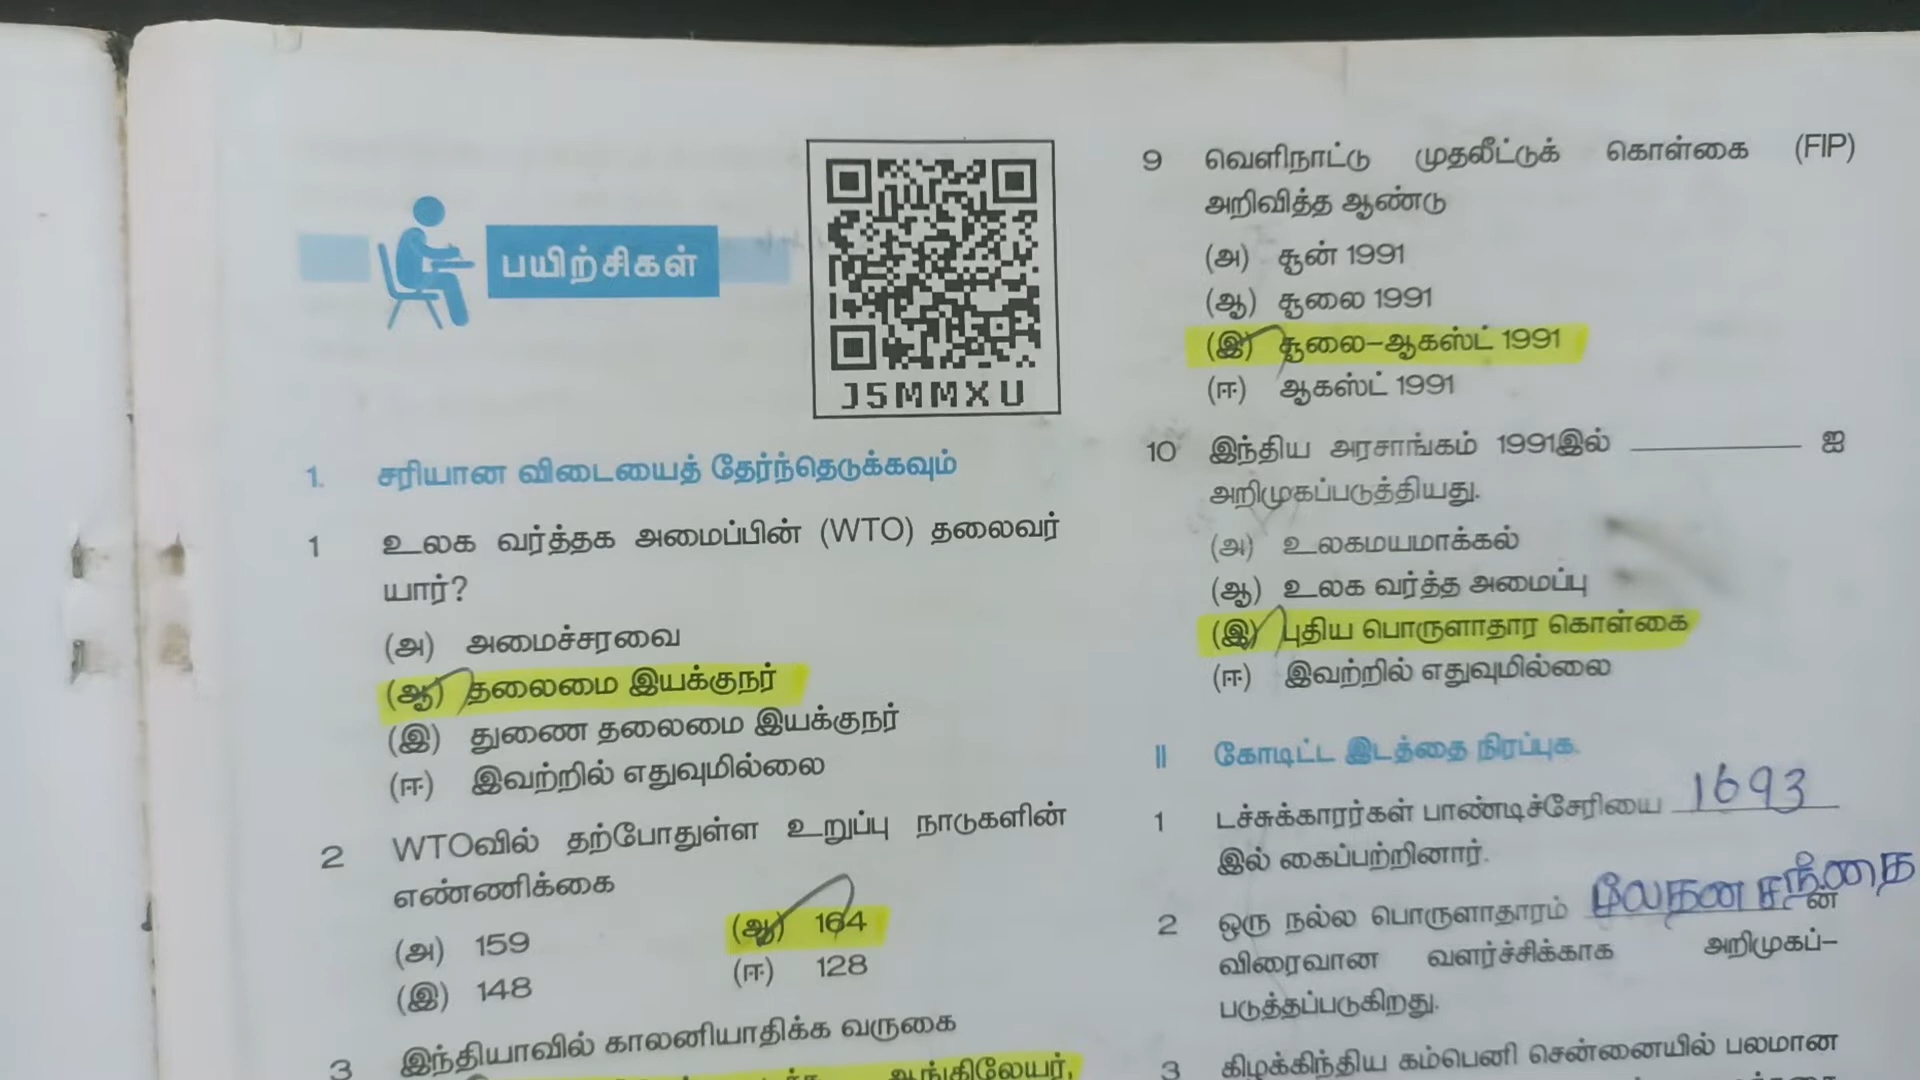 பயிற்சிகள்
J5MMXU
1. சரியான விடையைத் தேர்ந்தெடுக்கவும்
1 உலக வர்த்தக அமைப்பின் (WTO) தலைவர்
யார்?
(அ) அமைச்சரவை
(ஆ) தலைமை இயக்குநர்
(இ) துணை தலைமை இயக்குநர்
(ஈ) இவற்றில் எதுவுமில்லை
2 WTOவில் தற்போதுள்ள உறுப்பு நாடுகளின்
எண்ணிக்கை
(அ) 159 (ஆ) 164
(இ) 148 (ஈ) 128
3 இந்தியாவில் காலனியாதிக்க வருகை
ஆங்கிலேயர்,
9 வெளிநாட்டு முதலீட்டுக் கொள்கை (FIP)
அறிவித்த ஆண்டு
(அ) சூன் 1991
(ஆ) சூலை 1991
(இ) சூலை-ஆகஸ்ட் 1991
(ஈ) ஆகஸ்ட் 1991
10 இந்திய அரசாங்கம் 1991இல் ________ ஐ
அறிமுகப்படுத்தியது.
(அ) உலகமயமாக்கல்
(ஆ) உலக வர்த்த அமைப்பு
(இ) புதிய பொருளாதார கொள்கை
(ஈ) இவற்றில் எதுவுமில்லை
II கோடிட்ட இடத்தை நிரப்புக.
1 டச்சுக்காரர்கள் பாண்டிச்சேரியை 1693
இல் கைப்பற்றினார்.
2 ஒரு நல்ல பொருளாதாரம் ன்
விரைவான வளர்ச்சிக்காக அறிமுகப்-
படுத்தப்படுகிறது.
3 கிழக்கிந்திய கம்பெனி சென்னையில் பலமான